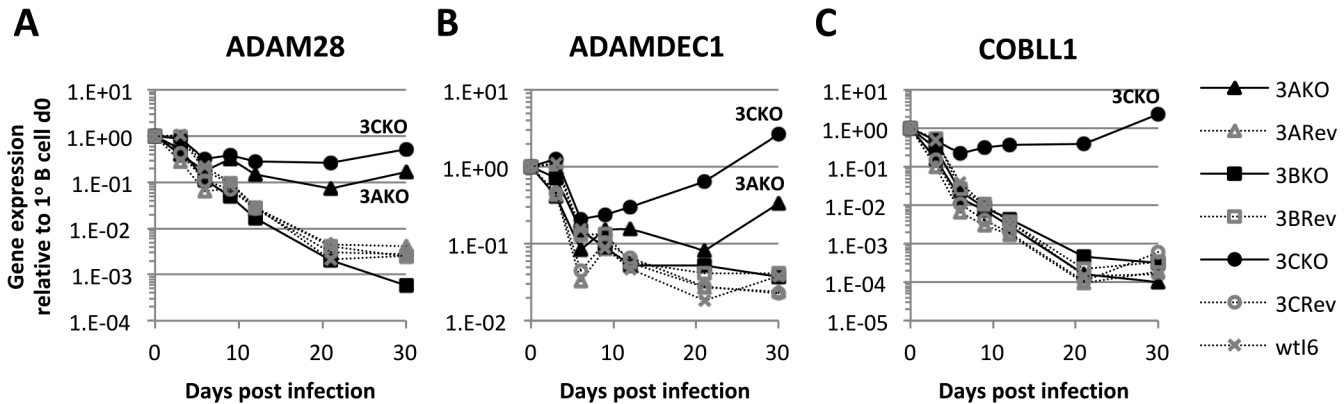 A
ADAM28
B
ADAMDEC1
C
COBLL1
Gene expression
relative to 1º B cell d0
1.E+01
1.E+00
1.E-01
1.E-02
1.E-03
1.E-04
3CKO
3AKO
0
10
20
30
Days post infection
1.E+01
1.E+00
1.E-01
1.E-02
3CKO
3AKO
0
10
20
30
Days post infection
1.E+01
1.E+00
1.E-01
1.E-02
1.E-03
1.E-04
1.E-05
3CKO
0
10
20
30
Days post infection
3AKO
3ARev
3BKO
3BRev
3CKO
3CRev
wtI6